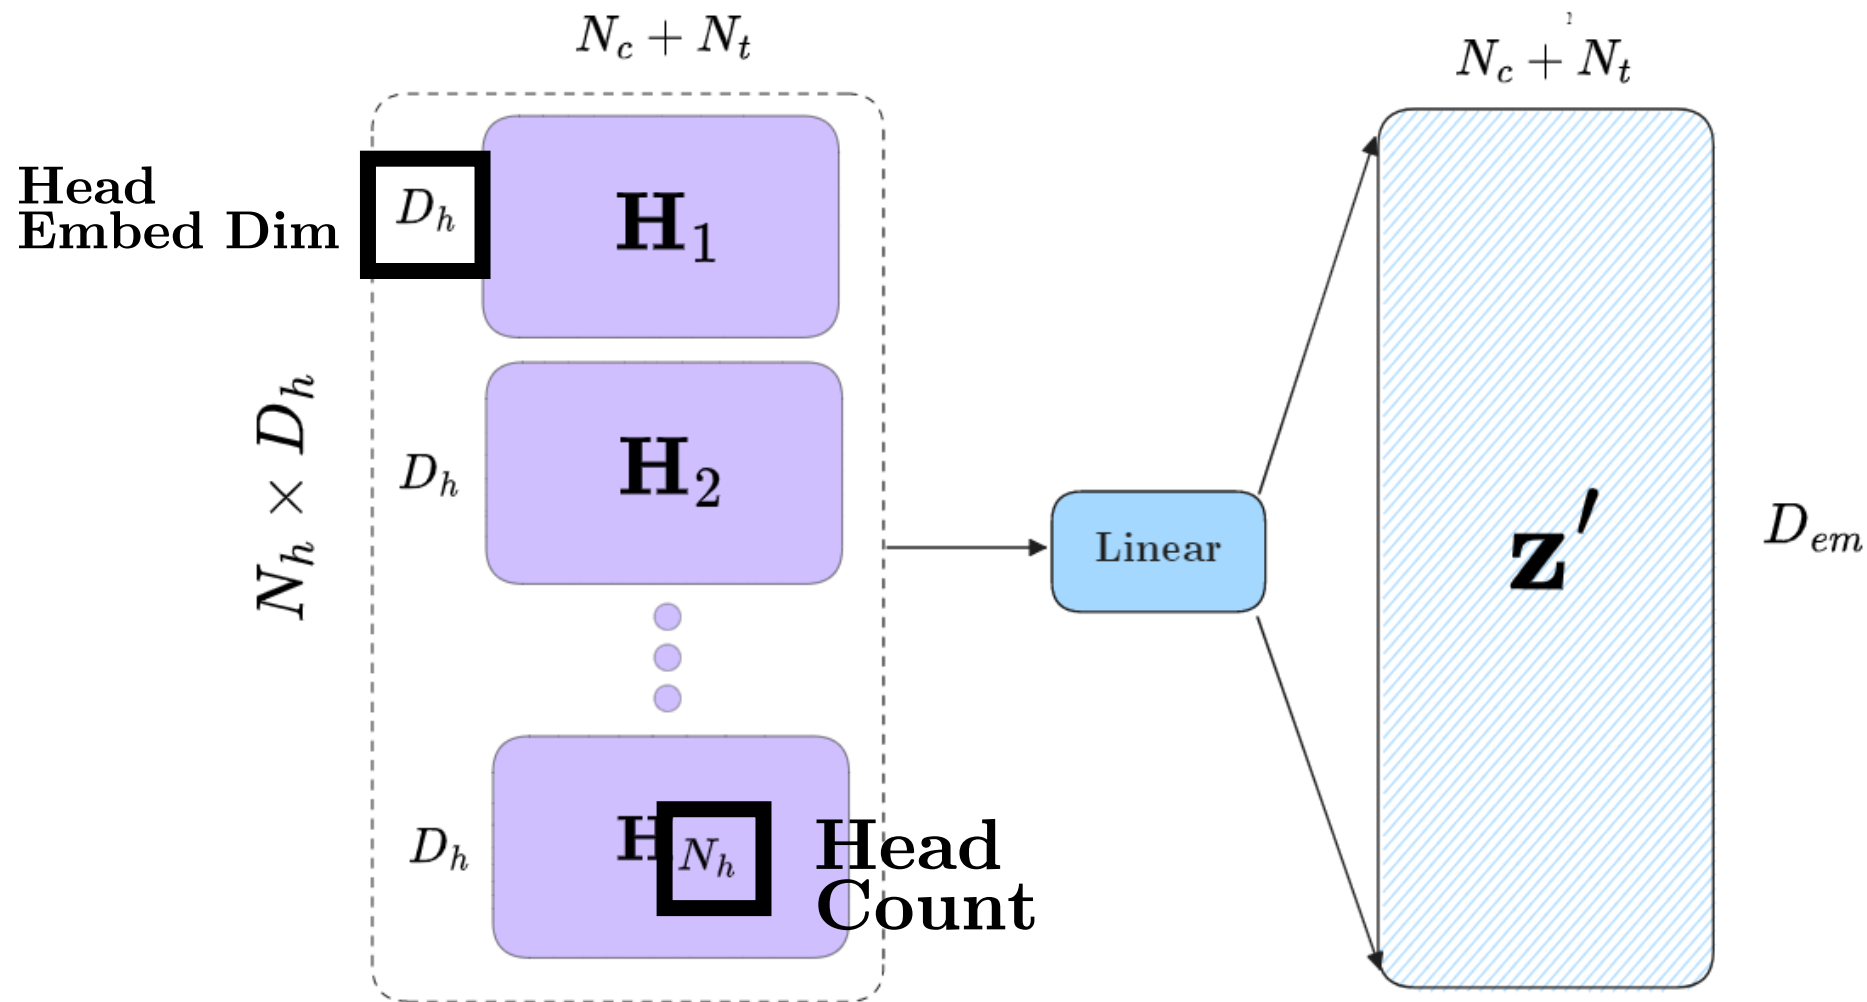 N_c + N_t
N_c + N_t
Head
Embed Dim
D_h
H_1
N_h × D_h
D_h
H_2
Linear
z′
D_em
D_h
H_{N_h}
Head
Count